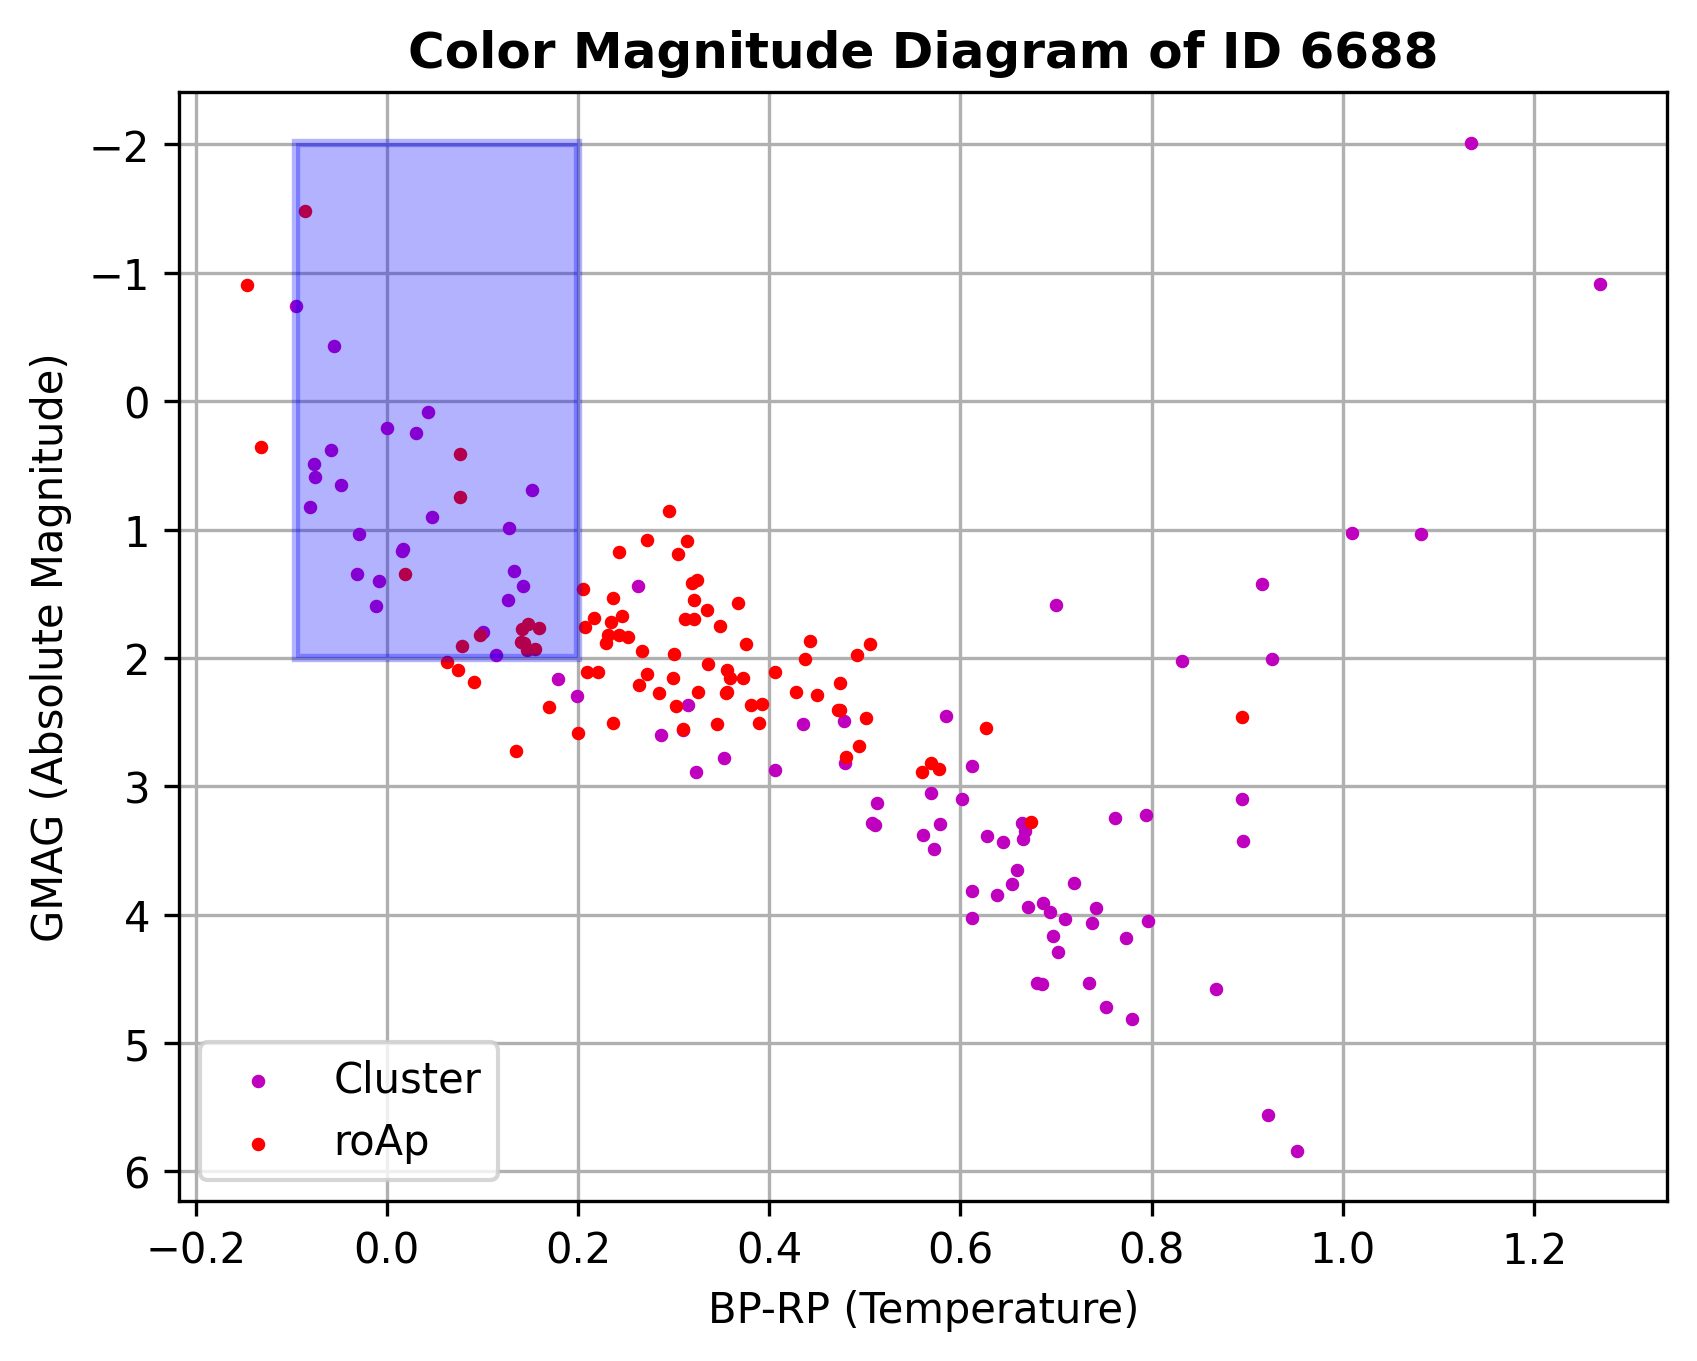 Color Magnitude Diagram of ID 6688
GMAG (Absolute Magnitude)
−2
−1
0
1
2
3
4
5
6
Cluster
roAp
−0.2 0.0 0.2 0.4 0.6 0.8 1.0 1.2
BP-RP (Temperature)